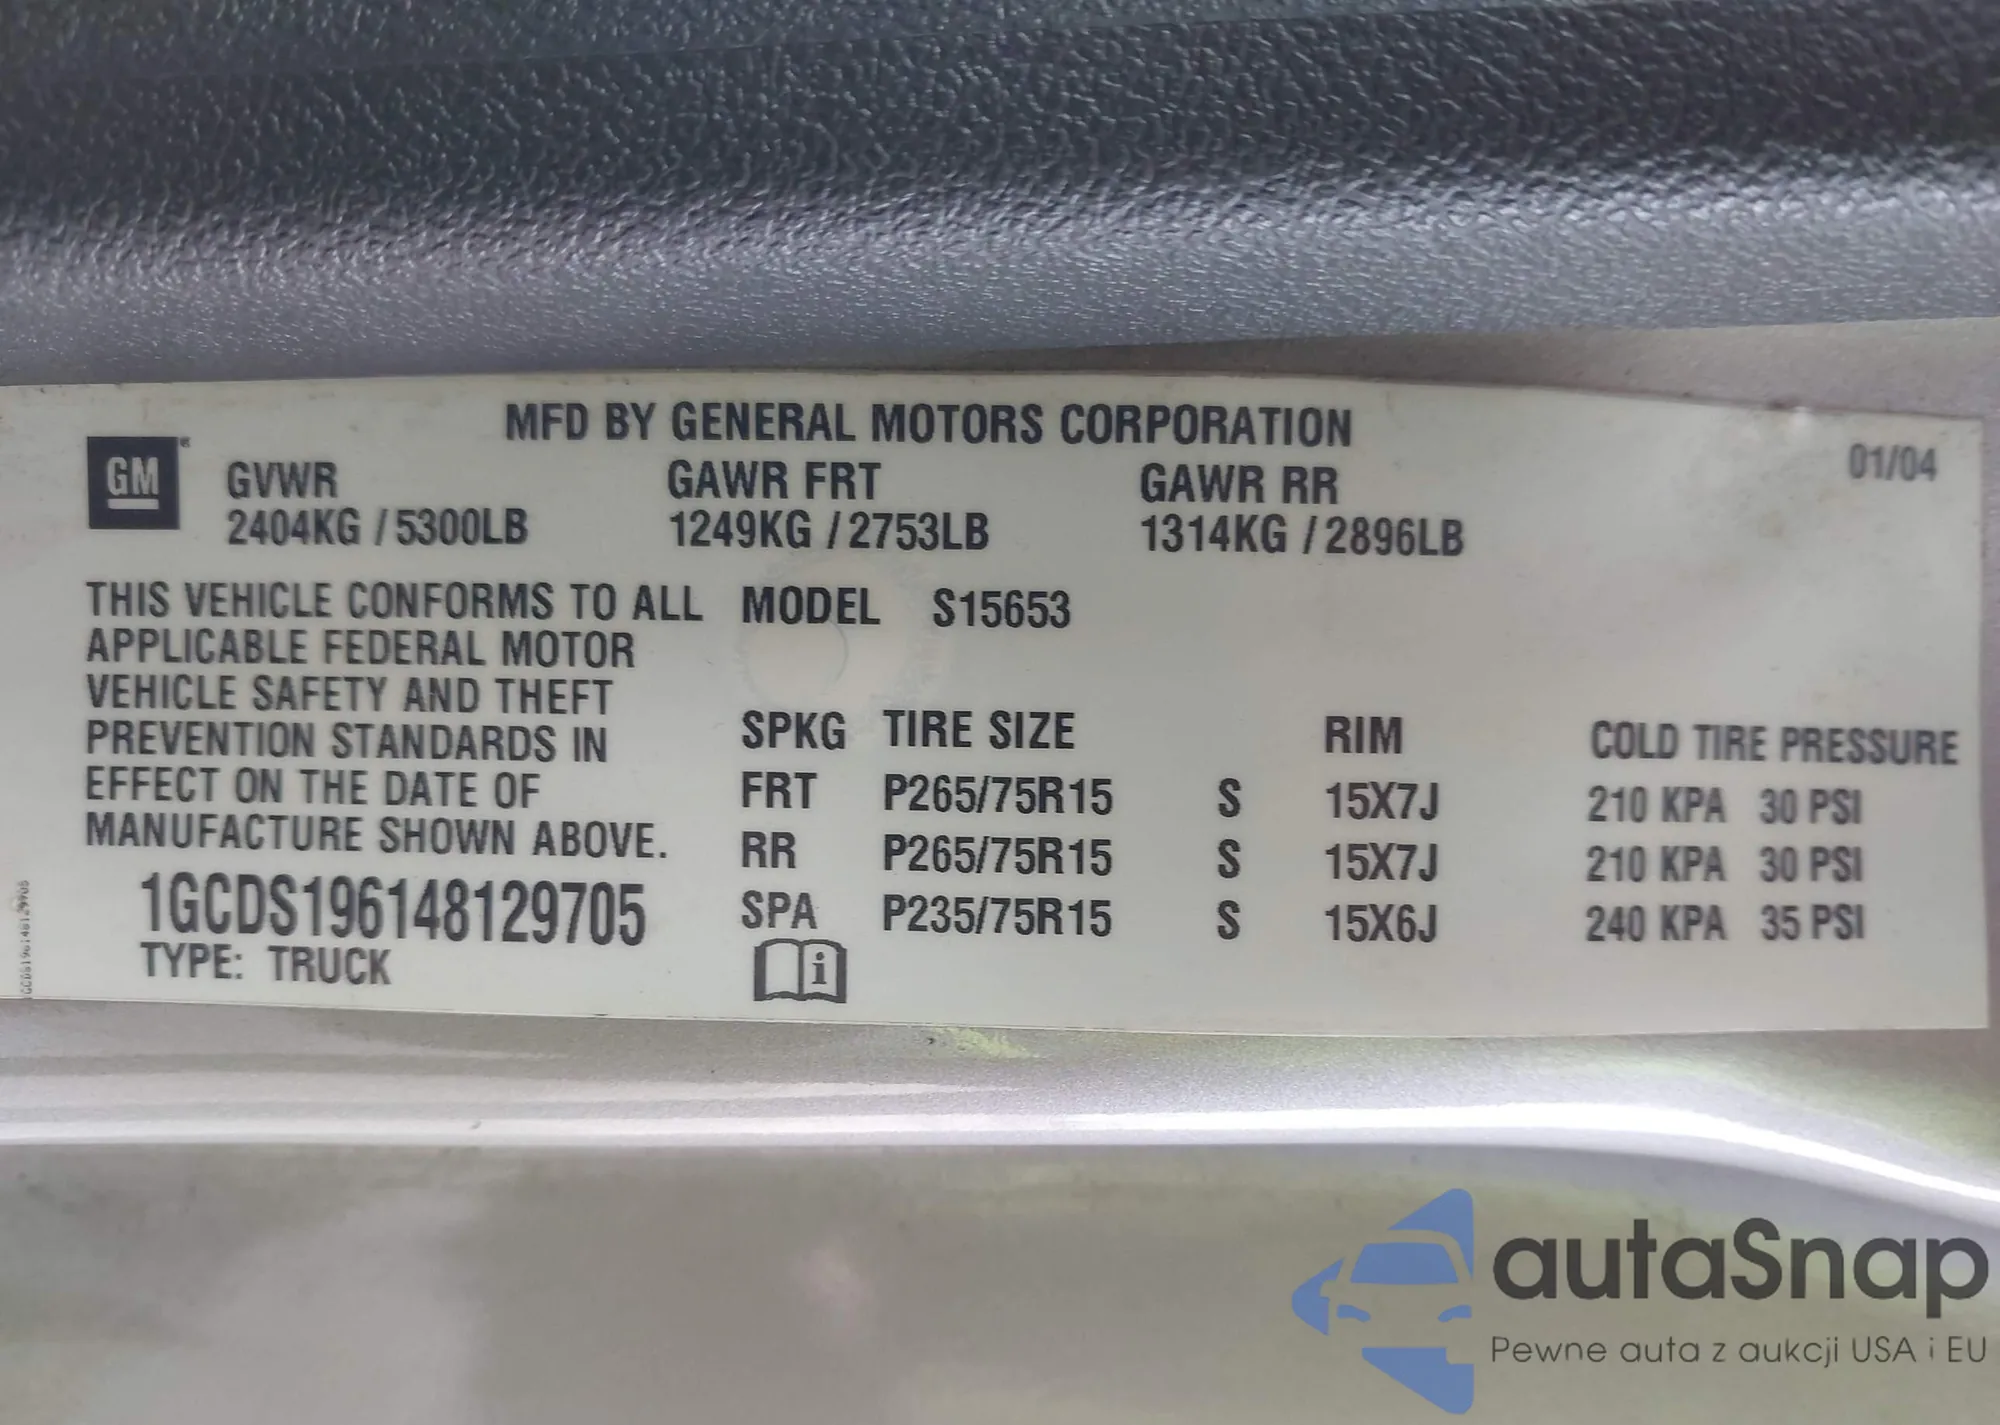 MFD BY GENERAL MOTORS CORPORATION
01/04
GM
GVWR GAWR FRT GAWR RR
2404KG / 5300LB 1249KG / 2753LB 1314KG / 2896LB
THIS VEHICLE CONFORMS TO ALL
APPLICABLE FEDERAL MOTOR
VEHICLE SAFETY AND THEFT
PREVENTION STANDARDS IN
EFFECT ON THE DATE OF
MANUFACTURE SHOWN ABOVE.
1GCDS196148129705
TYPE: TRUCK
MODEL S15653
SPKG TIRE SIZE RIM COLD TIRE PRESSURE
FRT P265/75R15 S 15X7J 210 KPA 30 PSI
RR P265/75R15 S 15X7J 210 KPA 30 PSI
SPA P235/75R15 S 15X6J 240 KPA 35 PSI
i
1GCDS196148129705
autaSnap
Pewne auta z aukcji USA i EU